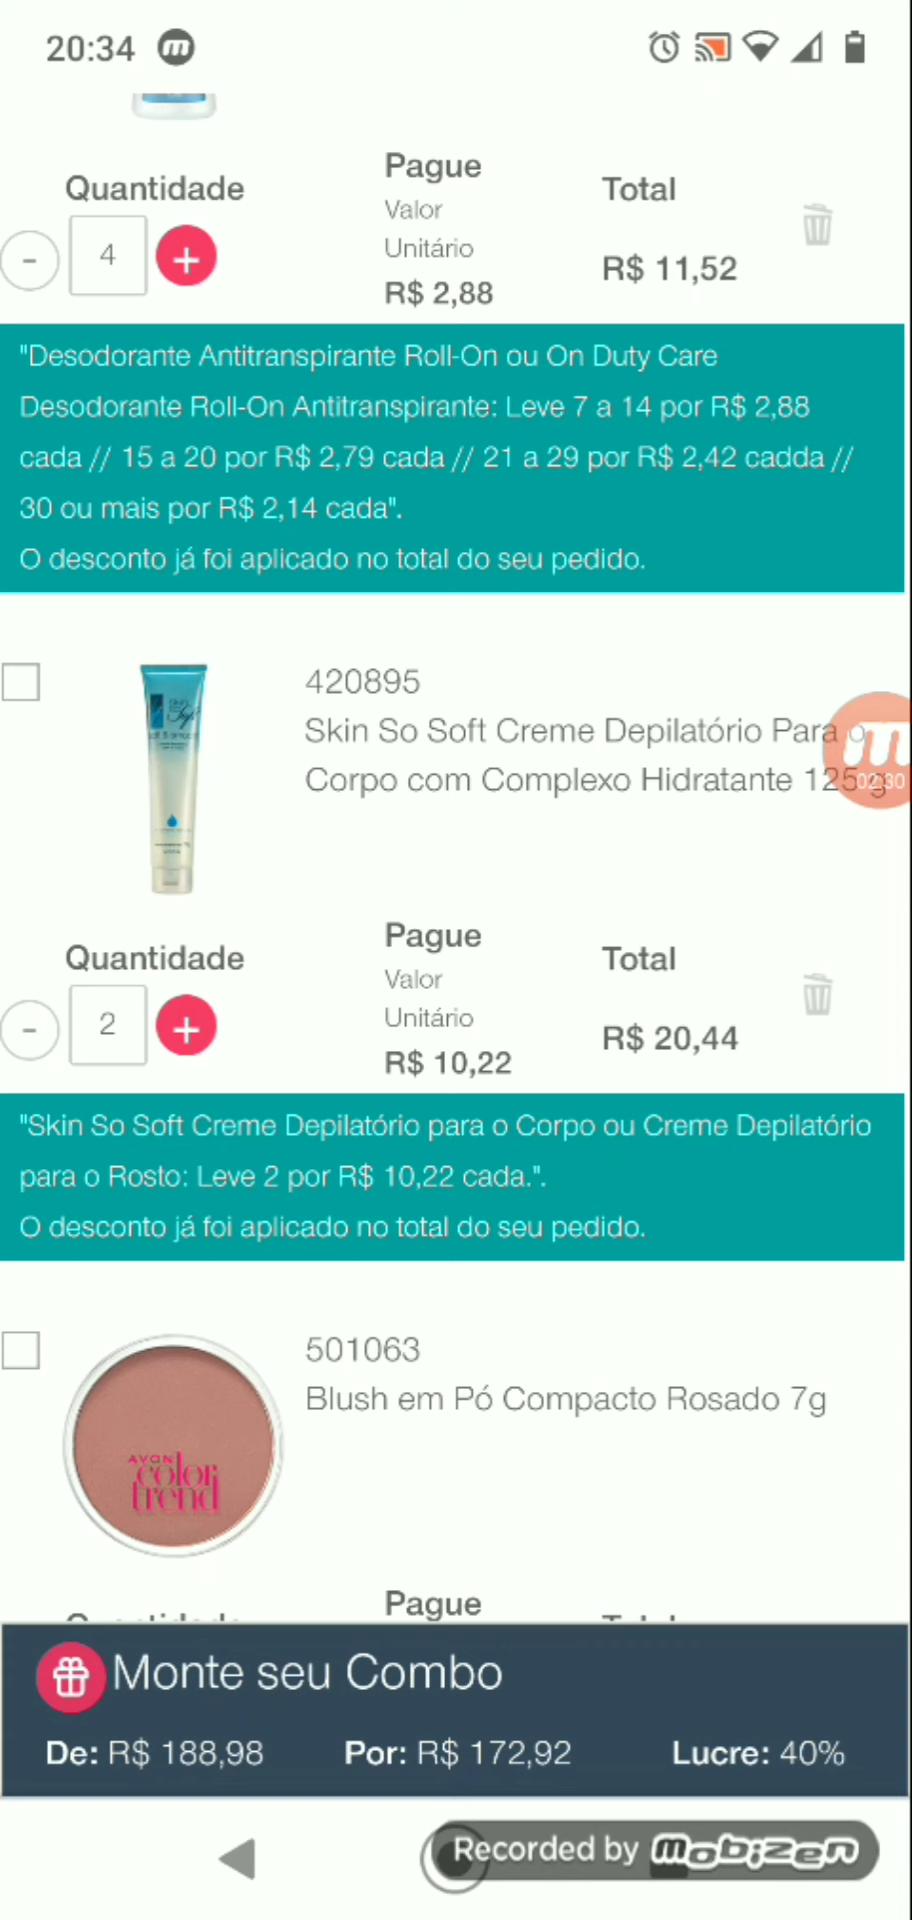 20:34
Quantidade
Pague
Total
Valor
Unitário
- 4 +
R$ 2,88
R$ 11,52
"Desodorante Antitranspirante Roll-On ou On Duty Care
Desodorante Roll-On Antitranspirante: Leve 7 a 14 por R$ 2,88
cada // 15 a 20 por R$ 2,79 cada // 21 a 29 por R$ 2,42 cadda //
30 ou mais por R$ 2,14 cada".
O desconto já foi aplicado no total do seu pedido.
420895
Skin So Soft Creme Depilatório Para o
Corpo com Complexo Hidratante 125 g
02:30
Quantidade
Pague
Total
Valor
Unitário
- 2 +
R$ 10,22
R$ 20,44
"Skin So Soft Creme Depilatório para o Corpo ou Creme Depilatório
para o Rosto: Leve 2 por R$ 10,22 cada.".
O desconto já foi aplicado no total do seu pedido.
501063
Blush em Pó Compacto Rosado 7g
AVON
color
trend
Pague
Monte seu Combo
De: R$ 188,98 Por: R$ 172,92 Lucre: 40%
Recorded by mobizen